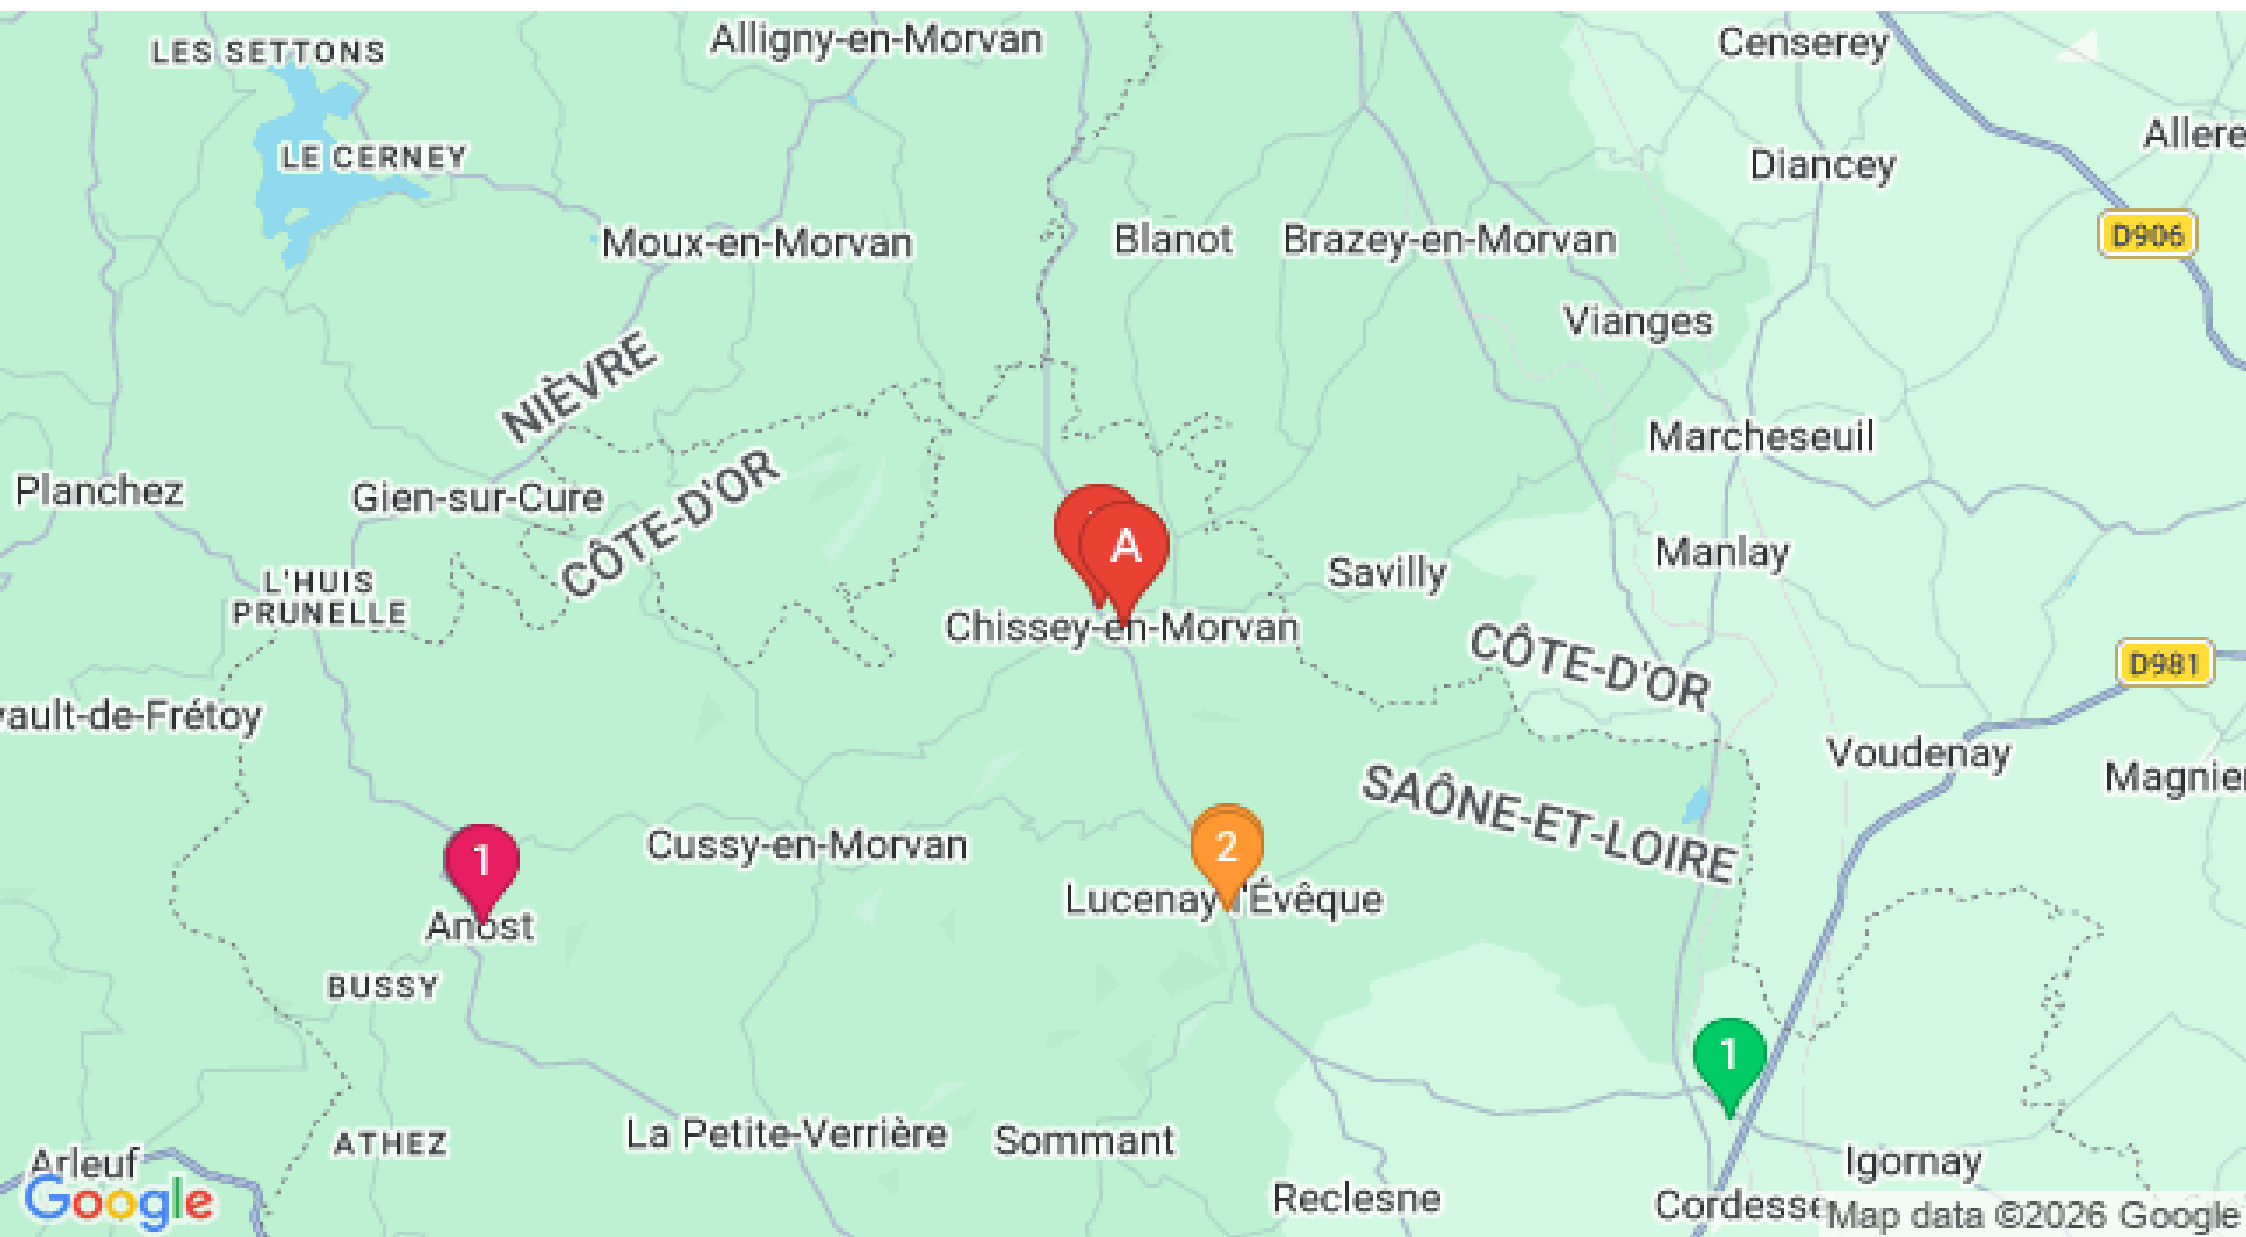 Alligny-en-Morvan
Censerey
LES SETTONS
Allere
LE CERNEY
Diancey
D906
Moux-en-Morvan
Blanot
Brazey-en-Morvan
Vianges
NIÈVRE
Marcheseuil
Planchez
Gien-sur-Cure
CÔTE-D'OR
A
Manlay
Savilly
L'HUIS
PRUNELLE
Chissey-en-Morvan
CÔTE-D'OR
D981
vault-de-Frétoy
Voudenay
Magnie
SAÔNE-ET-LOIRE
1
Cussy-en-Morvan
2
Lucenay-l'Évêque
Anost
BUSSY
1
La Petite-Verrière
Sommant
ATHEZ
Arleuf
Igornay
Google
Reclesne
Cordesse
Map data ©2026 Google